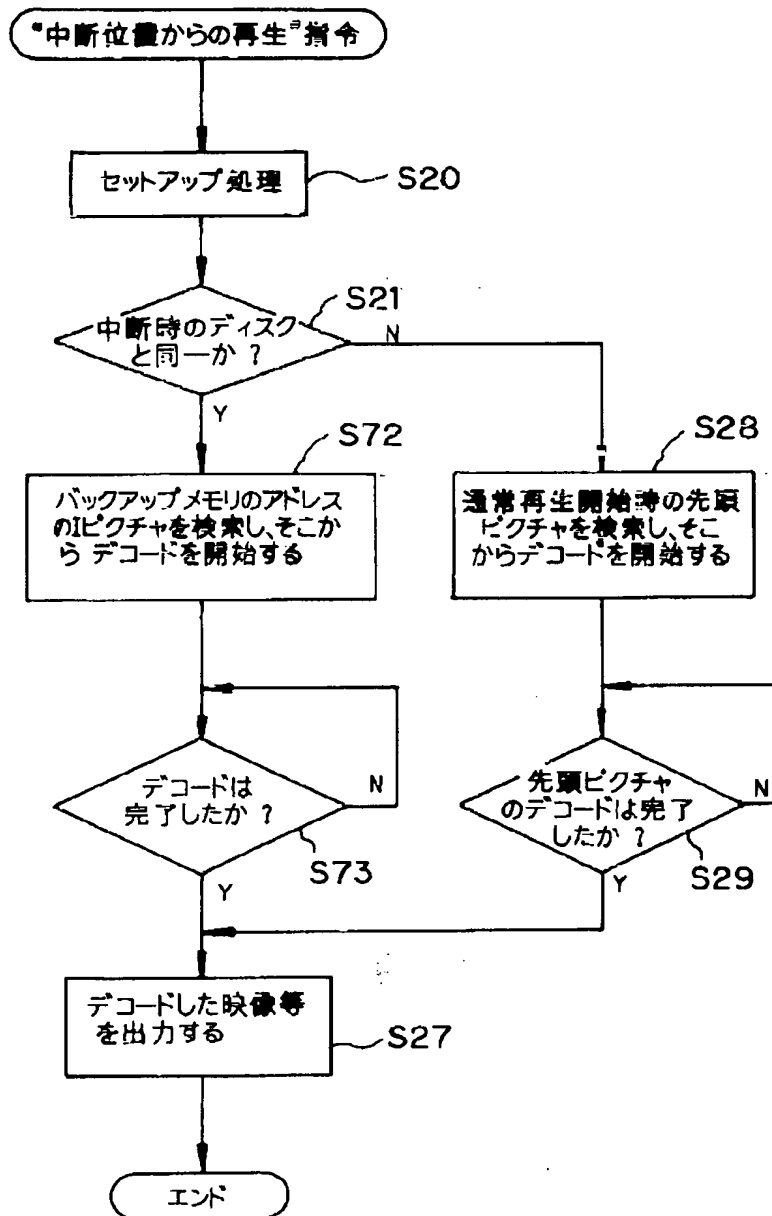 "中断位置からの再生"指令
セットアップ処理
S20
S21
中断時のディスク
と同一か?
N
Y
S72
バックアップメモリのアドレス
のIピクチャを検索し、そこか
らデコードを開始する
S28
通常再生開始時の先頭
ピクチャを検索し、そこ
からデコードを開始する
デコードは
完了したか?
N
S73
Y
先頭ピクチャ
のデコードは完了
したか?
N
S29
Y
デコードした映像等
を出力する
S27
エンド